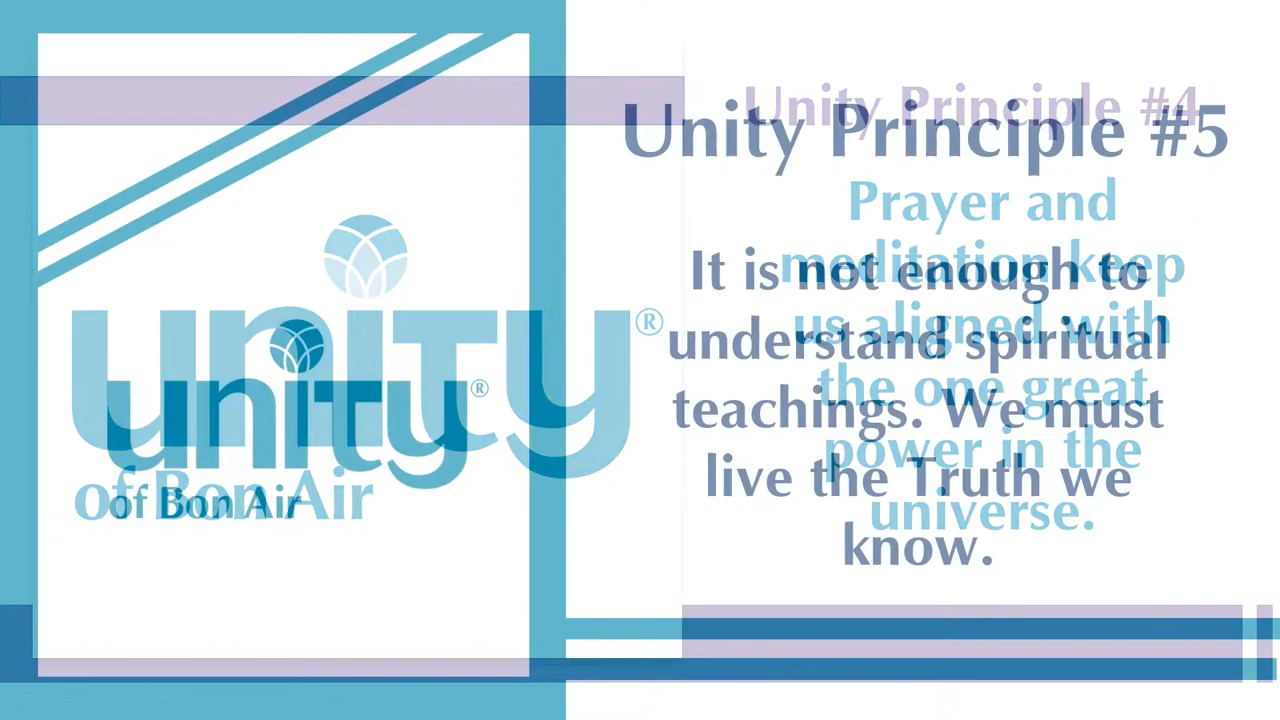 unity®
of Bon Air
unity®
of Bon Air
Unity Principle #4
Prayer and
meditation keep
us aligned with
the one great
power in the
universe.
Unity Principle #5
It is not enough to
understand spiritual
teachings. We must
live the Truth we
know.